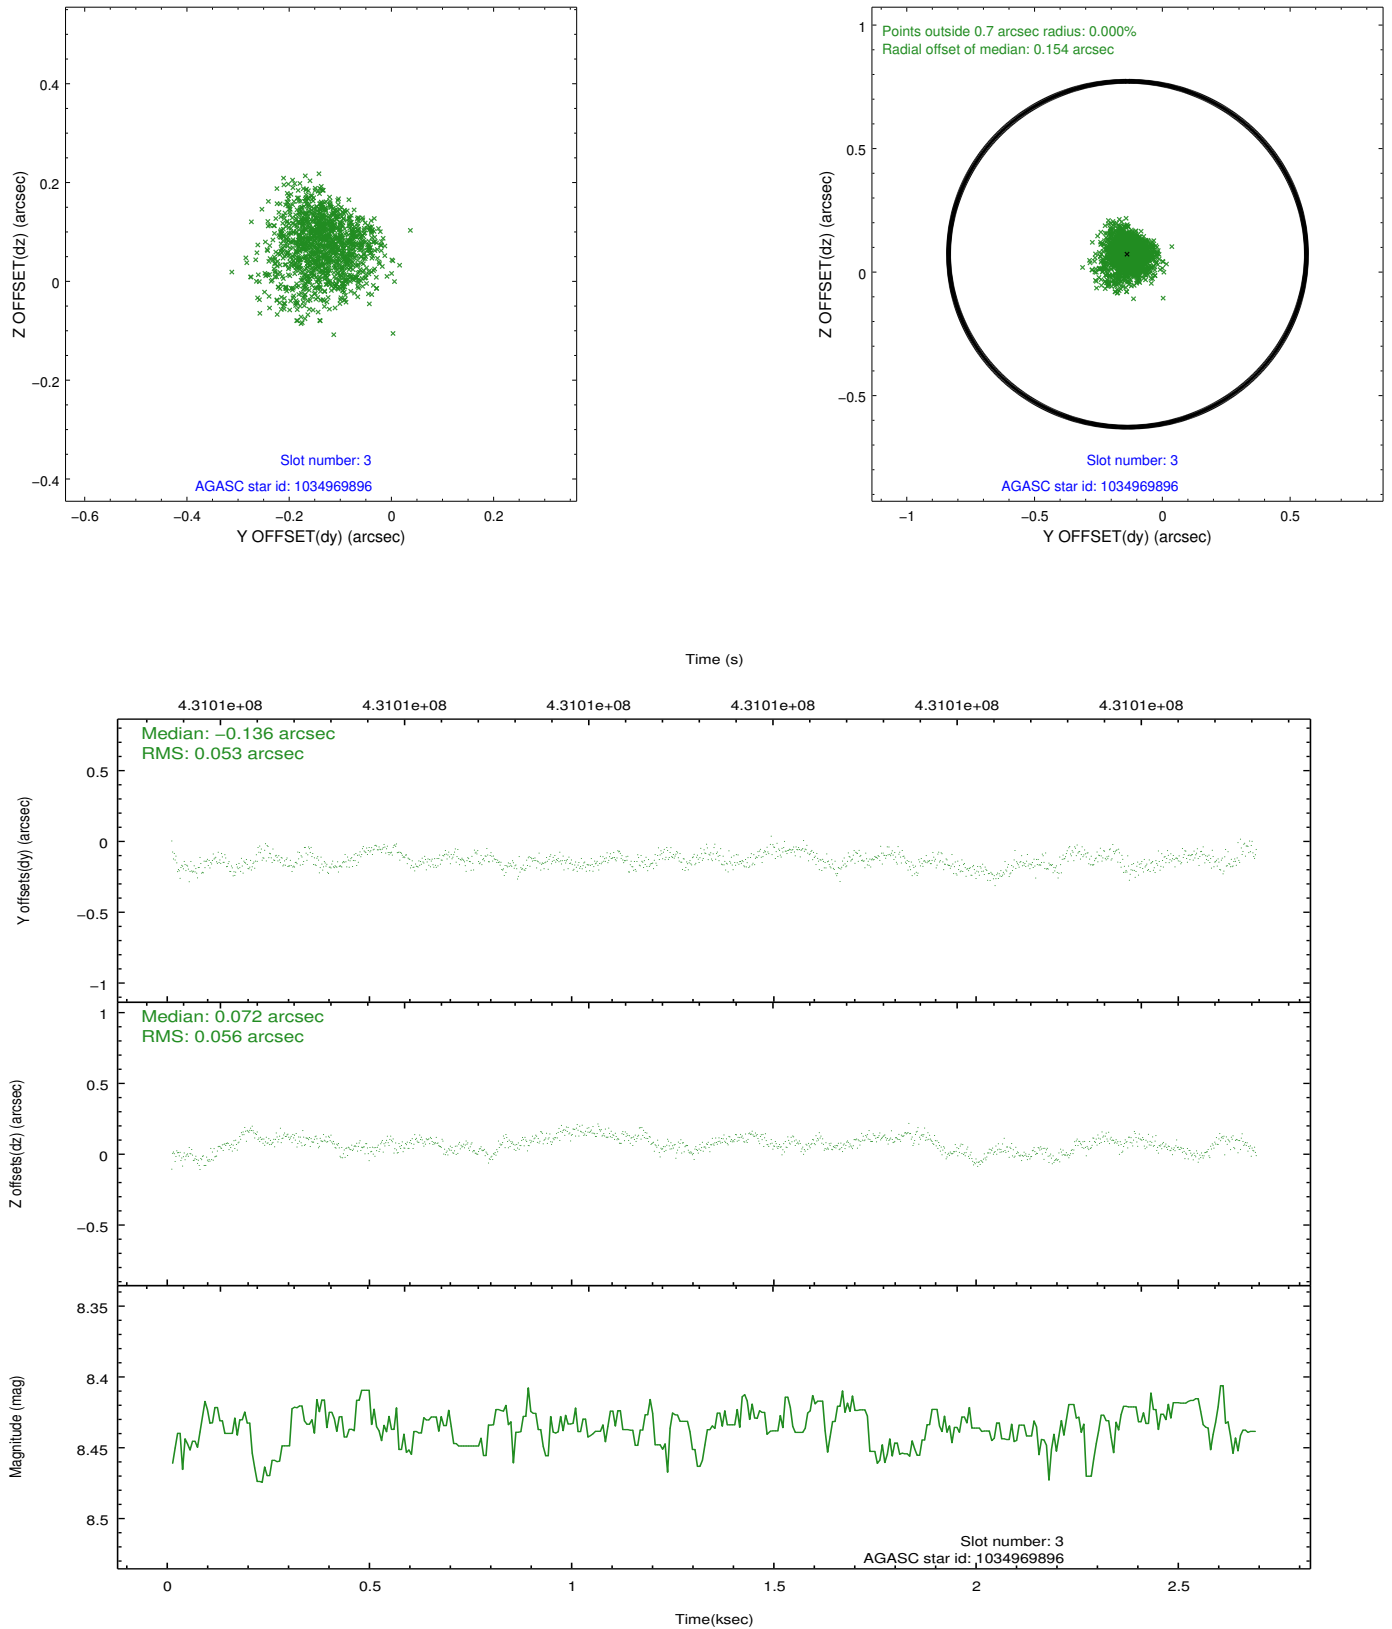 0.4
0.2
0
−0.2
−0.4
Z OFFSET(dz) (arcsec)
Slot number: 3
AGASC star id: 1034969896
−0.6
−0.4
−0.2
0
0.2
Y OFFSET(dy) (arcsec)
Points outside 0.7 arcsec radius: 0.000%
Radial offset of median: 0.154 arcsec
1
0.5
0
−0.5
Z OFFSET(dz) (arcsec)
Slot number: 3
AGASC star id: 1034969896
−1
−0.5
0
0.5
Y OFFSET(dy) (arcsec)
Time (s)
4.3101e+08
4.3101e+08
4.3101e+08
4.3101e+08
4.3101e+08
4.3101e+08
Median: −0.136 arcsec
RMS: 0.053 arcsec
0.5
0
−0.5
−1
Y offsets(dy) (arcsec)
Median: 0.072 arcsec
RMS: 0.056 arcsec
1
0.5
0
−0.5
Z offsets(dz) (arcsec)
8.35
8.4
8.45
8.5
Magnitude (mag)
Slot number: 3
AGASC star id: 1034969896
0
0.5
1
1.5
2
2.5
Time(ksec)